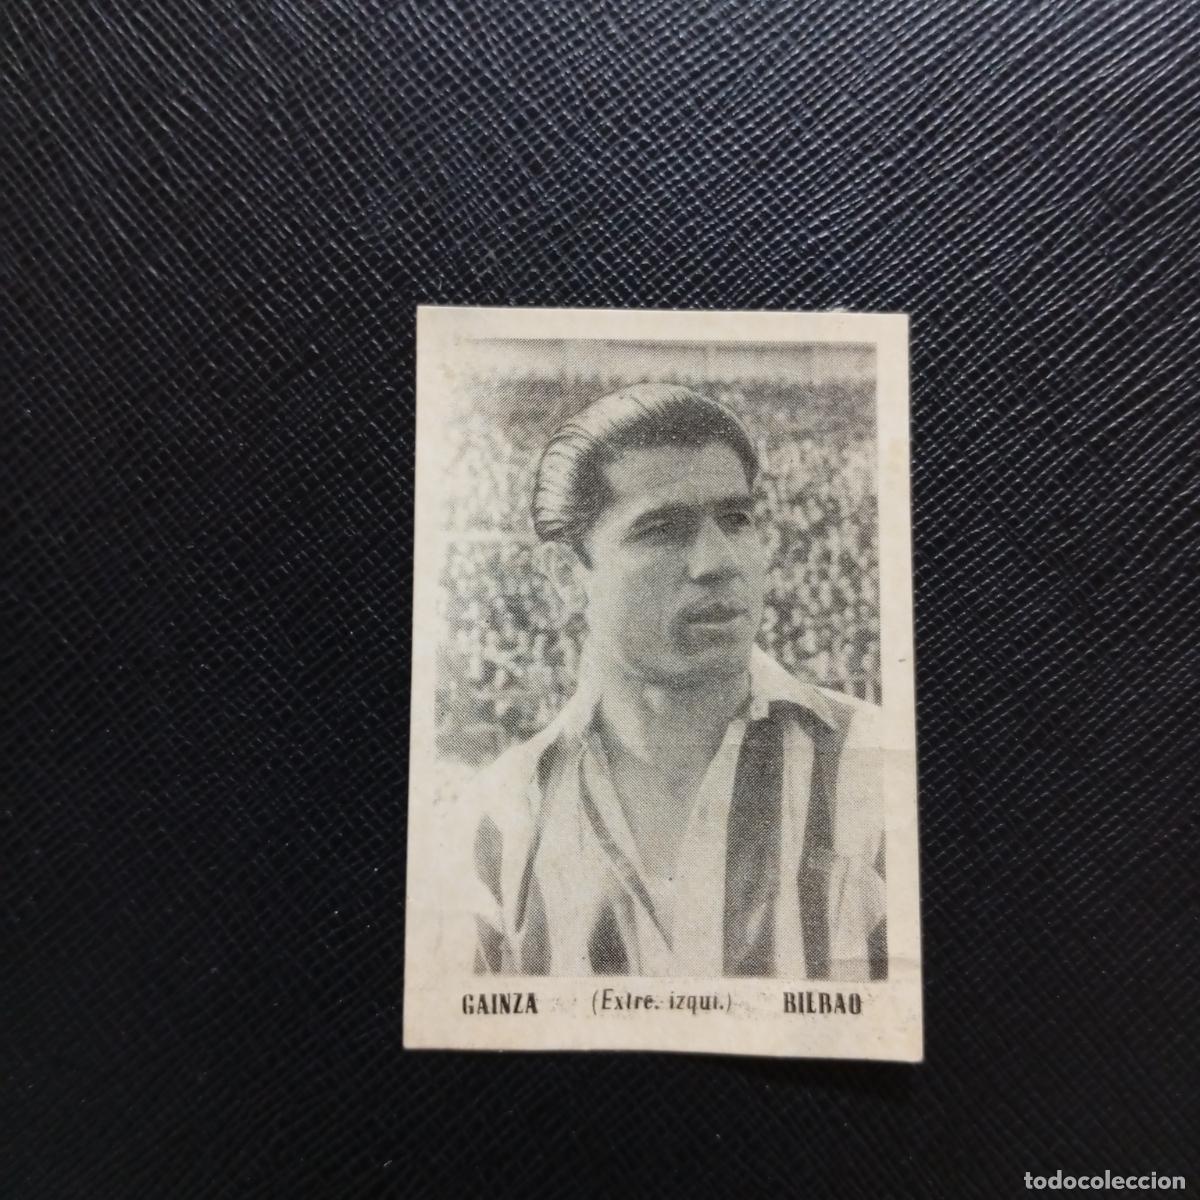 GAINZA (Extre. izqui.) BILBAO
todocoleccion